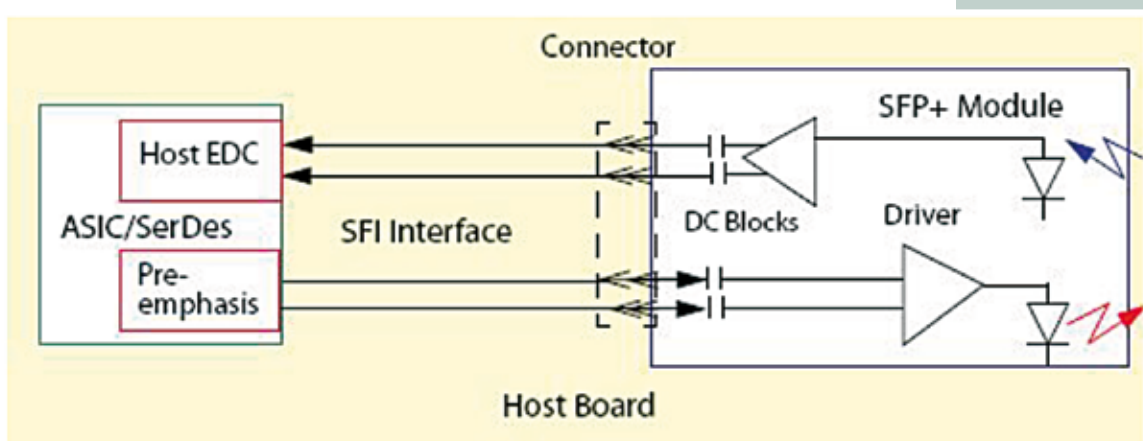 Connector
SFP+ Module
Host EDC
ASIC/SerDes
SFI Interface
DC Blocks
Driver
Pre-
emphasis
Host Board